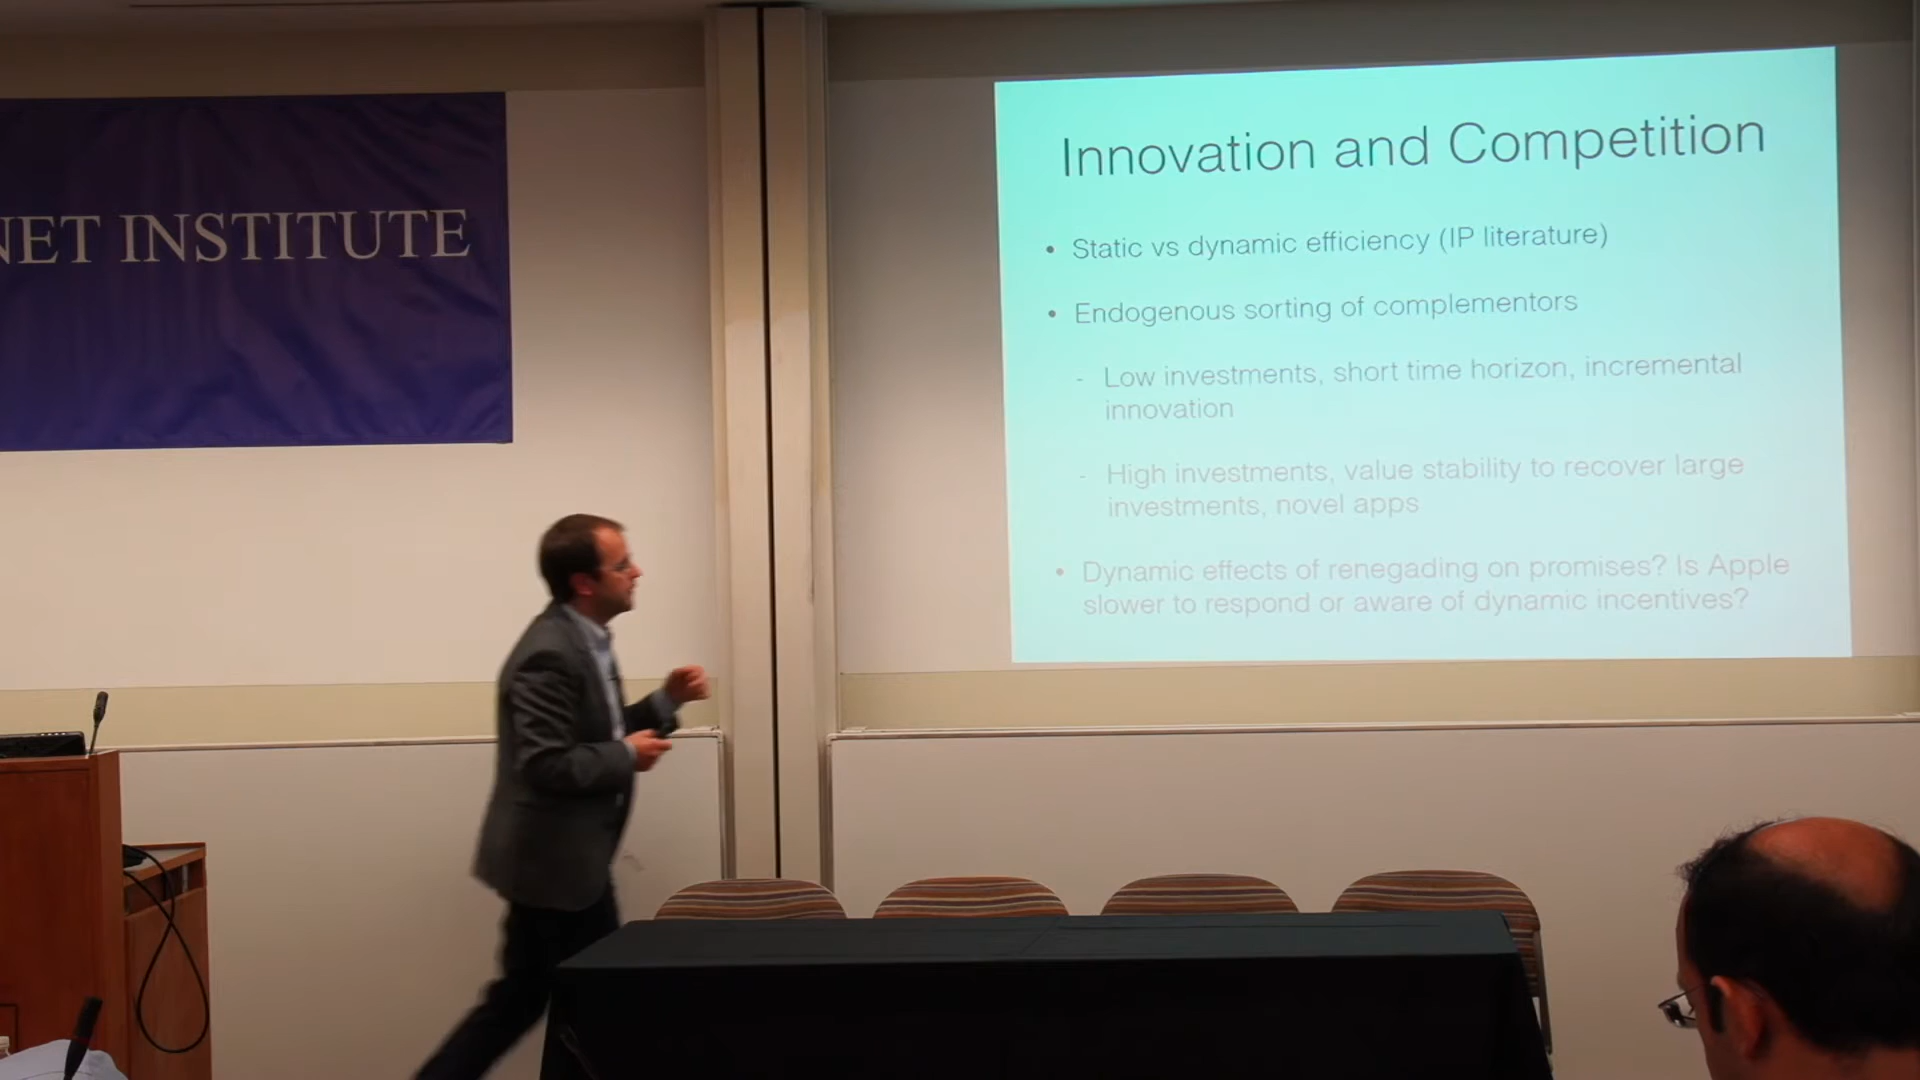 NET INSTITUTE
Innovation and Competition
• Static vs dynamic efficiency (IP literature)
• Endogenous sorting of complementors
- Low investments, short time horizon, incremental
innovation
- High investments, value stability to recover large
investments, novel apps
• Dynamic effects of renegading on promises? Is Apple
slower to respond or aware of dynamic incentives?